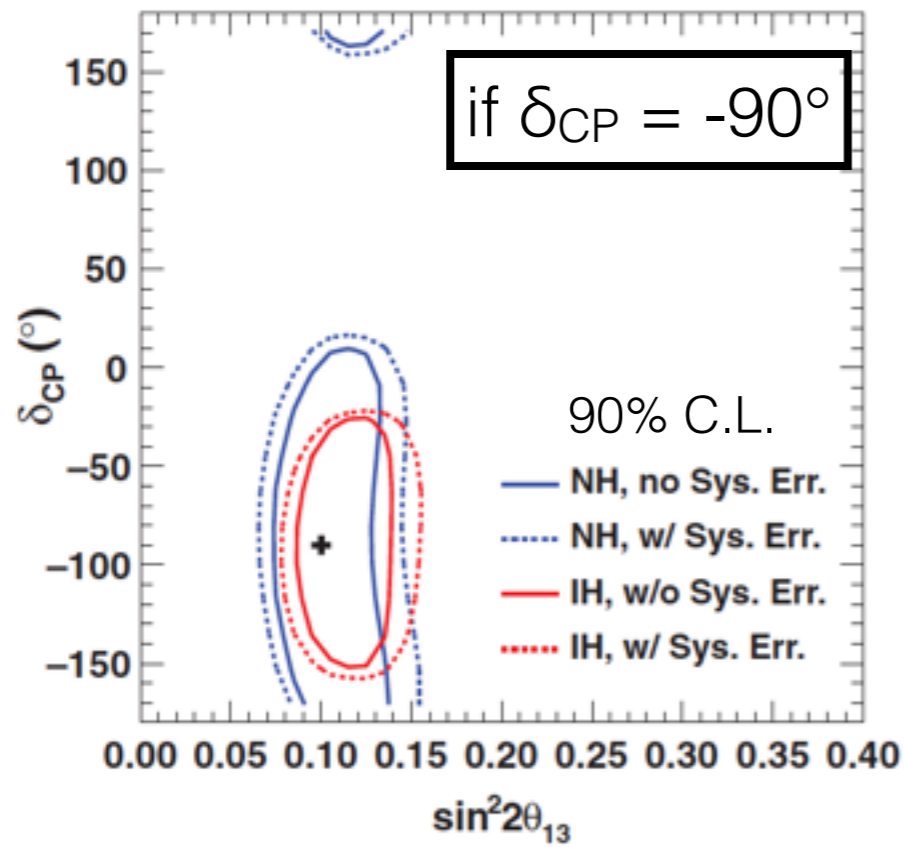 if δCP = -90°
150
100
50
0
−50
−100
−150
δCP (°)
90% C.L.
NH, no Sys. Err.
NH, w/ Sys. Err.
IH, w/o Sys. Err.
IH, w/ Sys. Err.
0.00 0.05 0.10 0.15 0.20 0.25 0.30 0.35 0.40
sin²2θ₁₃